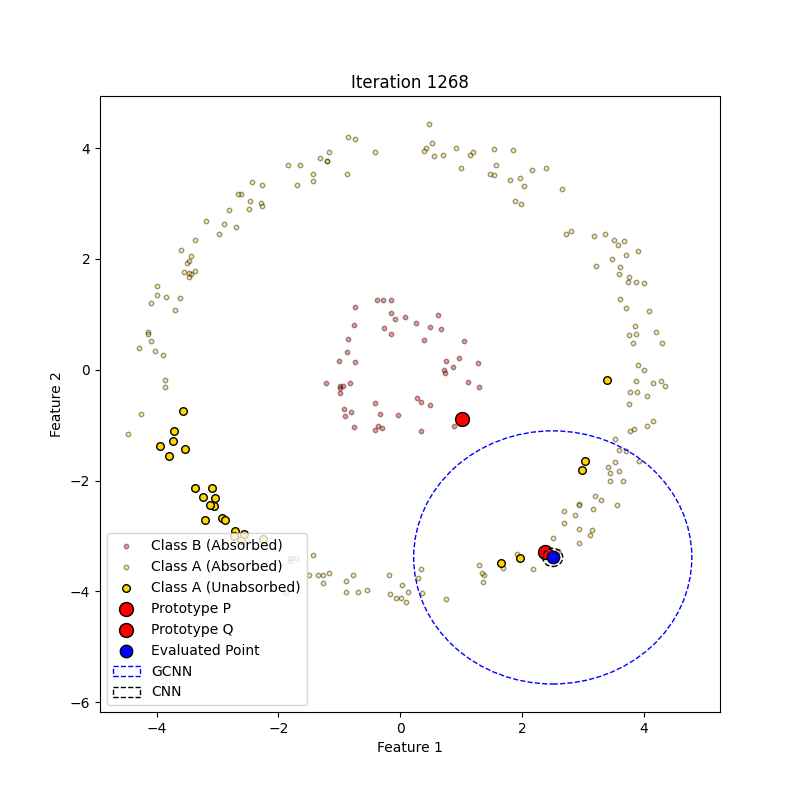 Iteration 1268
Feature 2
4
2
0
−2
−4
−6
Class B (Absorbed)
Class A (Absorbed)
Class A (Unabsorbed)
Prototype P
Prototype Q
Evaluated Point
GCNN
CNN
−4
−2
0
2
4
Feature 1